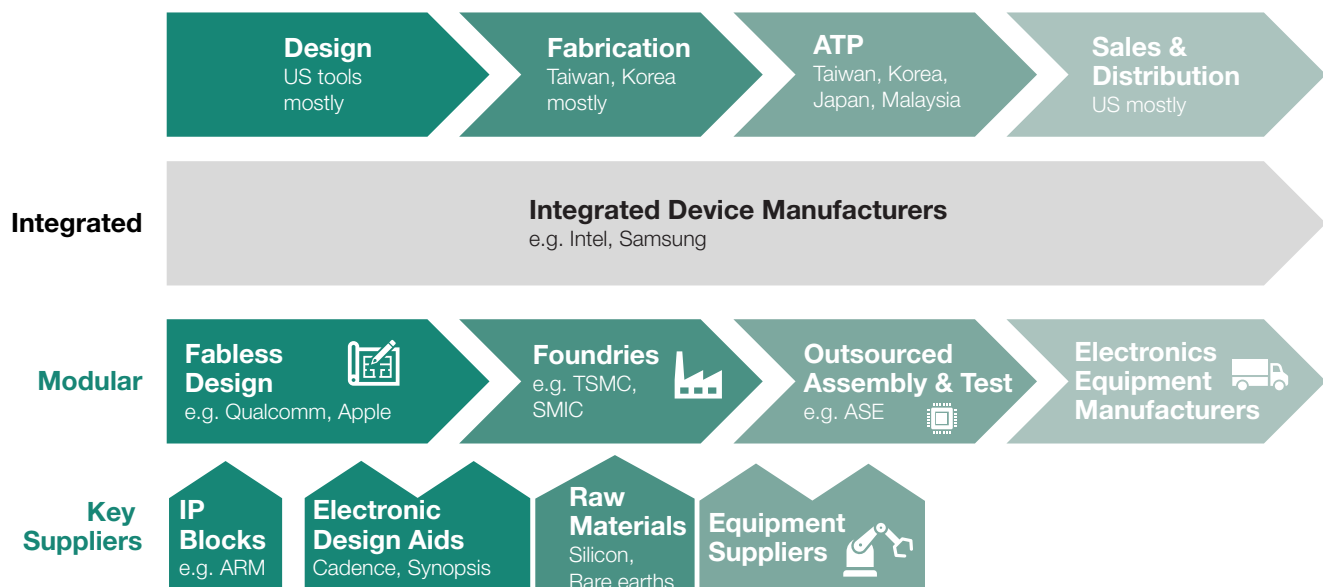 Design
US tools
mostly
Fabrication
Taiwan, Korea
mostly
ATP
Taiwan, Korea,
Japan, Malaysia
Sales &
Distribution
US mostly
Integrated
Integrated Device Manufacturers
e.g. Intel, Samsung
Modular
Fabless
Design
e.g. Qualcomm, Apple
Foundries
e.g. TSMC,
SMIC
Outsourced
Assembly & Test
e.g. ASE
Electronics
Equipment
Manufacturers
Key
Suppliers
IP
Blocks
e.g. ARM
Electronic
Design Aids
Cadence, Synopsis
Raw
Materials
Silicon,
Rare earths
Equipment
Suppliers